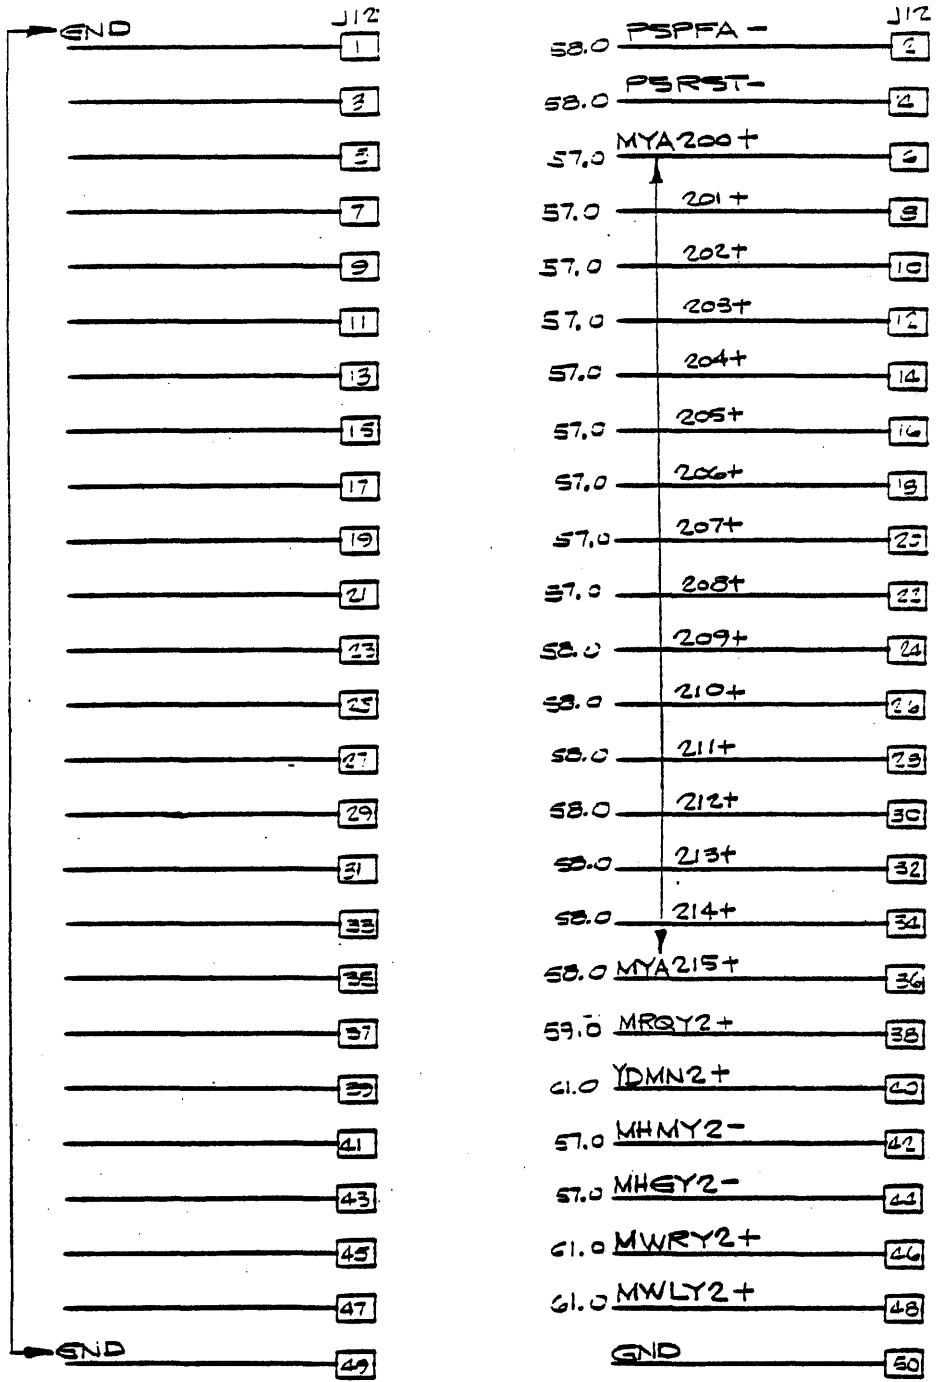 J12 J12
GND 1 58.0 PSPFA - 2
3 58.0 PSRST- 4
5 57.0 MYA200+ 6
7 57.0 201+ 8
9 57.0 202+ 10
11 57.0 203+ 12
13 57.0 204+ 14
15 57.0 205+ 16
17 57.0 206+ 18
19 57.0 207+ 20
21 57.0 208+ 22
23 58.0 209+ 24
25 58.0 210+ 26
27 58.0 211+ 28
29 58.0 212+ 30
31 58.0 213+ 32
33 58.0 214+ 34
35 58.0 MYA215+ 36
37 59.0 MRQY2+ 38
39 61.0 YDMN2+ 40
41 57.0 MHMY2- 42
43 57.0 MHEY2- 44
45 61.0 MWRY2+ 46
47 61.0 MWLY2+ 48
GND 49 GND 50